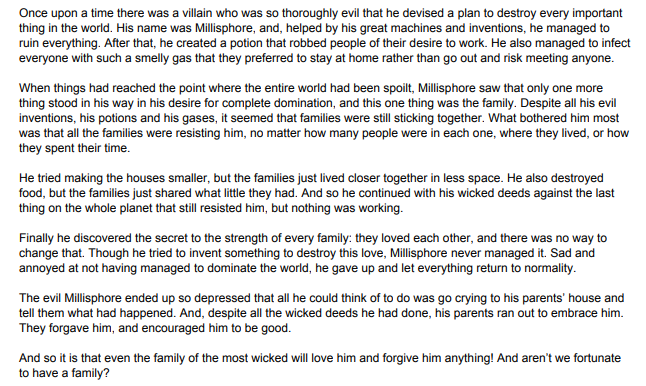 Once upon a time there was a villain who was so thoroughly evil that he devised a plan to destroy every important
thing in the world. His name was Millisphore, and, helped by his great machines and inventions, he managed to
ruin everything. After that, he created a potion that robbed people of their desire to work. He also managed to infect
everyone with such a smelly gas that they preferred to stay at home rather than go out and risk meeting anyone.
When things had reached the point where the entire world had been spoilt, Millisphore saw that only one more
thing stood in his way in his desire for complete domination, and this one thing was the family. Despite all his evil
inventions, his potions and his gases, it seemed that families were still sticking together. What bothered him most
was that all the families were resisting him, no matter how many people were in each one, where they lived, or how
they spent their time.
He tried making the houses smaller, but the families just lived closer together in less space. He also destroyed
food, but the families just shared what little they had. And so he continued with his wicked deeds against the last
thing on the whole planet that still resisted him, but nothing was working.
Finally he discovered the secret to the strength of every family: they loved each other, and there was no way to
change that. Though he tried to invent something to destroy this love, Millisphore never managed it. Sad and
annoyed at not having managed to dominate the world, he gave up and let everything return to normality.
The evil Millisphore ended up so depressed that all he could think of to do was go crying to his parents' house and
tell them what had happened. And, despite all the wicked deeds he had done, his parents ran out to embrace him.
They forgave him, and encouraged him to be good.
And so it is that even the family of the most wicked will love him and forgive him anything! And aren't we fortunate
to have a family?